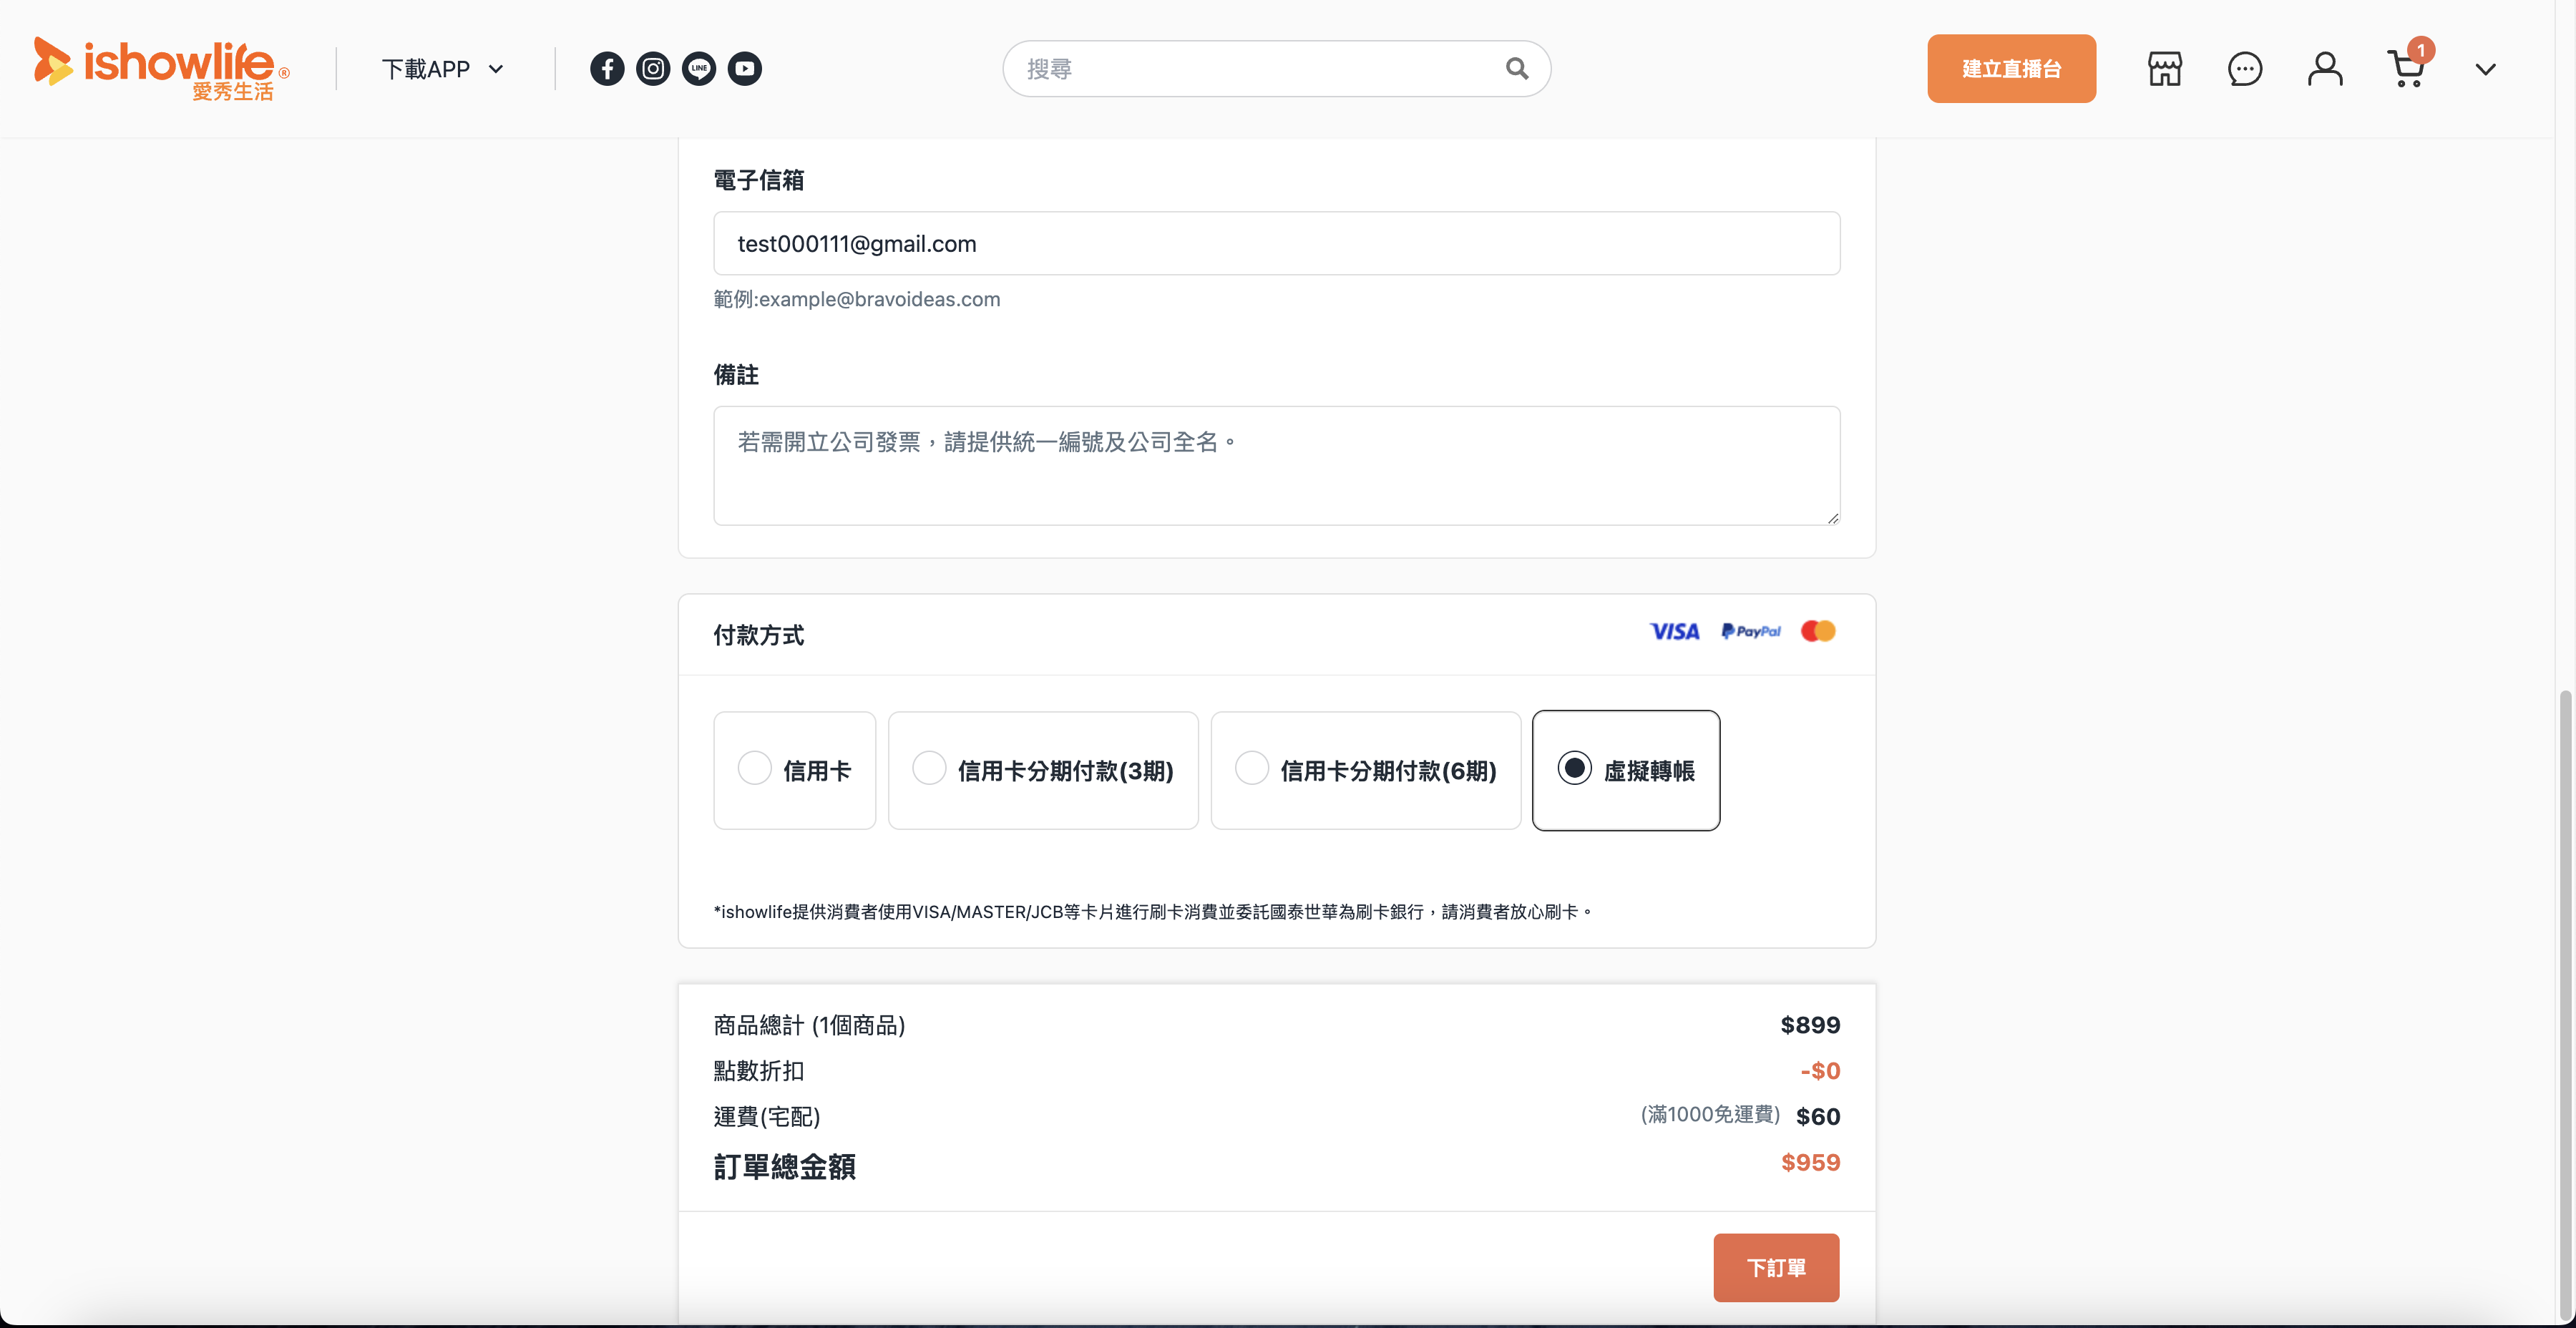 ishowlife®
愛秀生活
下載APP
LINE
搜尋
建立直播台
1
電子信箱
test000111@gmail.com
範例:example@bravoideas.com
備註
若需開立公司發票，請提供統一編號及公司全名。
付款方式
VISA PayPal
信用卡
信用卡分期付款(3期)
信用卡分期付款(6期)
虛擬轉帳
*ishowlife提供消費者使用VISA/MASTER/JCB等卡片進行刷卡消費並委託國泰世華為刷卡銀行，請消費者放心刷卡。
商品總計 (1個商品) $899
點數折扣 -$0
運費(宅配) (滿1000免運費) $60
訂單總金額 $959
下訂單